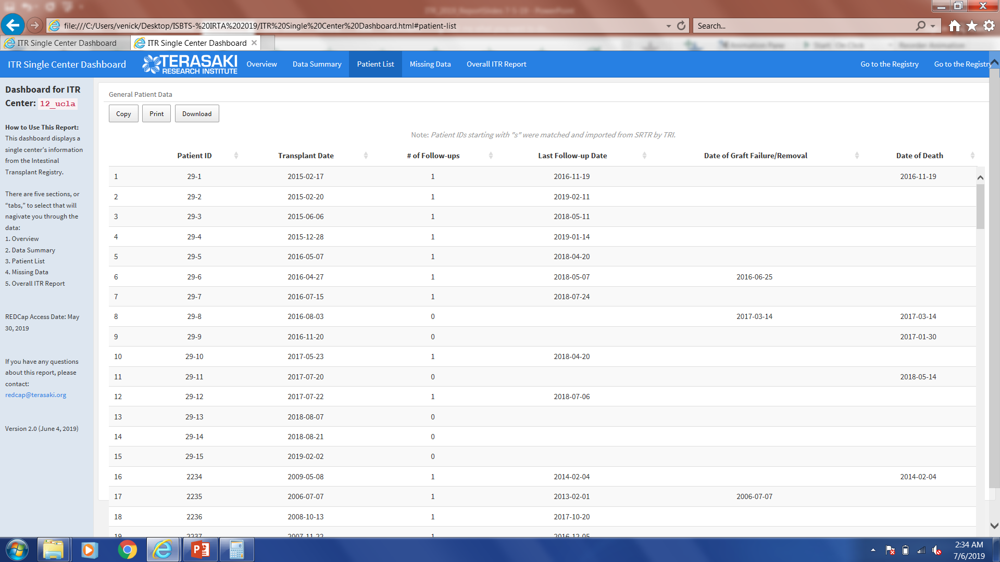 ITR_2019_ReportSlides 7-5-19 - PowerPoint
file:///C:/Users/venick/Desktop/ISBTS-%20IRTA%202019/ITR%20Single%20Center%20Dashboard.html#patient-list
Search...
ITR Single Center Dashboard
ITR Single Center Dashboard
Animation Pane
Start: On Click
Reorder Animation
ITR Single Center Dashboard
TERASAKI
RESEARCH INSTITUTE
Overview
Data Summary
Patient List
Missing Data
Overall ITR Report
Go to the Registry
Go to the Registry
Dashboard for ITR
Center: 12_ucla
How to Use This Report:
This dashboard displays a
single center's information
from the Intestinal
Transplant Registry.
There are five sections, or
“tabs,” to select that will
nagivate you through the
data:
1. Overview
2. Data Summary
3. Patient List
4. Missing Data
5. Overall ITR Report
REDCap Access Date: May
30, 2019
If you have any questions
about this report, please
contact:
redcap@terasaki.org
Version 2.0 (June 4, 2019)
General Patient Data
Copy
Print
Download
Note: Patient IDs starting with "s" were matched and imported from SRTR by TRI.
Patient ID Transplant Date # of Follow-ups Last Follow-up Date Date of Graft Failure/Removal Date of Death
1 29-1 2015-02-17 1 2016-11-19 2016-11-19
2 29-2 2015-02-20 1 2019-02-11
3 29-3 2015-06-06 1 2018-05-11
4 29-4 2015-12-28 1 2019-01-14
5 29-5 2016-05-07 1 2018-04-20
6 29-6 2016-04-27 1 2018-05-07 2016-06-25
7 29-7 2016-07-15 1 2018-07-24
8 29-8 2016-08-03 0 2017-03-14 2017-03-14
9 29-9 2016-11-20 0 2017-01-30
10 29-10 2017-05-23 1 2018-04-20
11 29-11 2017-07-20 0 2018-05-14
12 29-12 2017-07-22 1 2018-07-06
13 29-13 2018-08-07 0
14 29-14 2018-08-21 0
15 29-15 2019-02-02 0
16 2234 2009-05-08 1 2014-02-04 2014-02-04
17 2235 2006-07-07 1 2013-02-01 2006-07-07
18 2236 2008-10-13 1 2017-10-20
19 2237 2007-11-22 1 2016-12-05
2:34 AM
7/6/2019